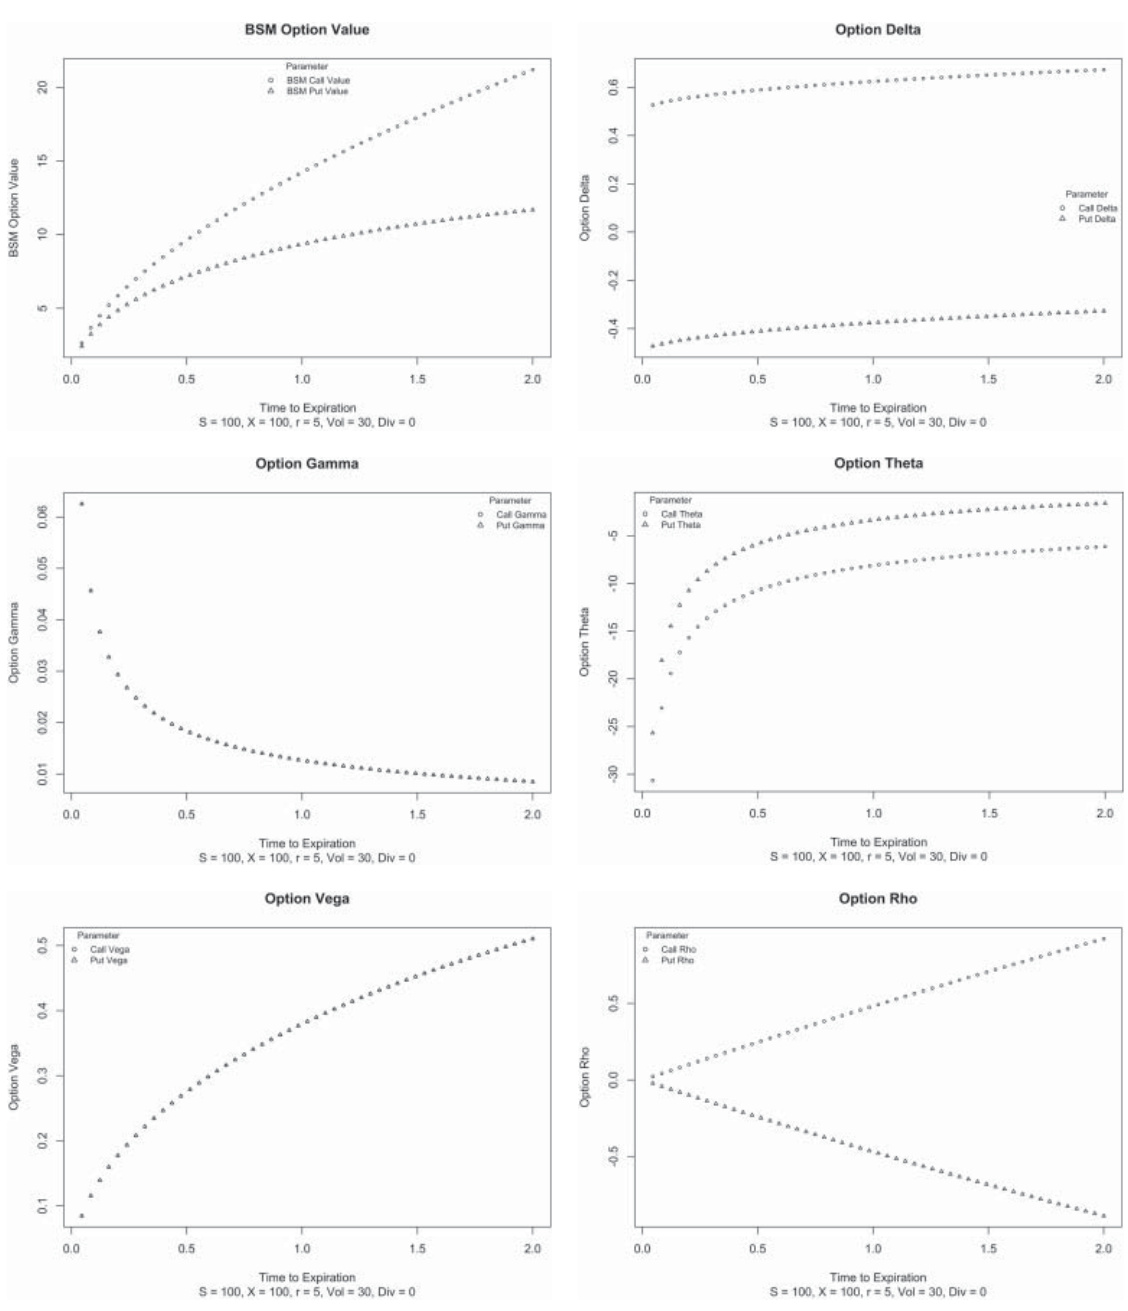 BSM Option Value
Parameter
BSM Call Value
BSM Put Value
BSM Option Value
20
15
10
5
0.0 0.5 1.0 1.5 2.0
Time to Expiration
S = 100, X = 100, r = 5, Vol = 30, Div = 0
Option Delta
Option Delta
0.6
0.4
0.2
0.0
-0.2
-0.4
Parameter
Call Delta
Put Delta
0.0 0.5 1.0 1.5 2.0
Time to Expiration
S = 100, X = 100, r = 5, Vol = 30, Div = 0
Option Gamma
Parameter
Call Gamma
Put Gamma
Option Gamma
0.06
0.05
0.04
0.03
0.02
0.01
0.0 0.5 1.0 1.5 2.0
Time to Expiration
S = 100, X = 100, r = 5, Vol = 30, Div = 0
Option Theta
Parameter
Call Theta
Put Theta
Option Theta
-5
-10
-15
-20
-25
-30
0.0 0.5 1.0 1.5 2.0
Time to Expiration
S = 100, X = 100, r = 5, Vol = 30, Div = 0
Option Vega
Parameter
Call Vega
Put Vega
Option Vega
0.5
0.4
0.3
0.2
0.1
0.0 0.5 1.0 1.5 2.0
Time to Expiration
S = 100, X = 100, r = 5, Vol = 30, Div = 0
Option Rho
Parameter
Call Rho
Put Rho
Option Rho
0.5
0.0
-0.5
0.0 0.5 1.0 1.5 2.0
Time to Expiration
S = 100, X = 100, r = 5, Vol = 30, Div = 0